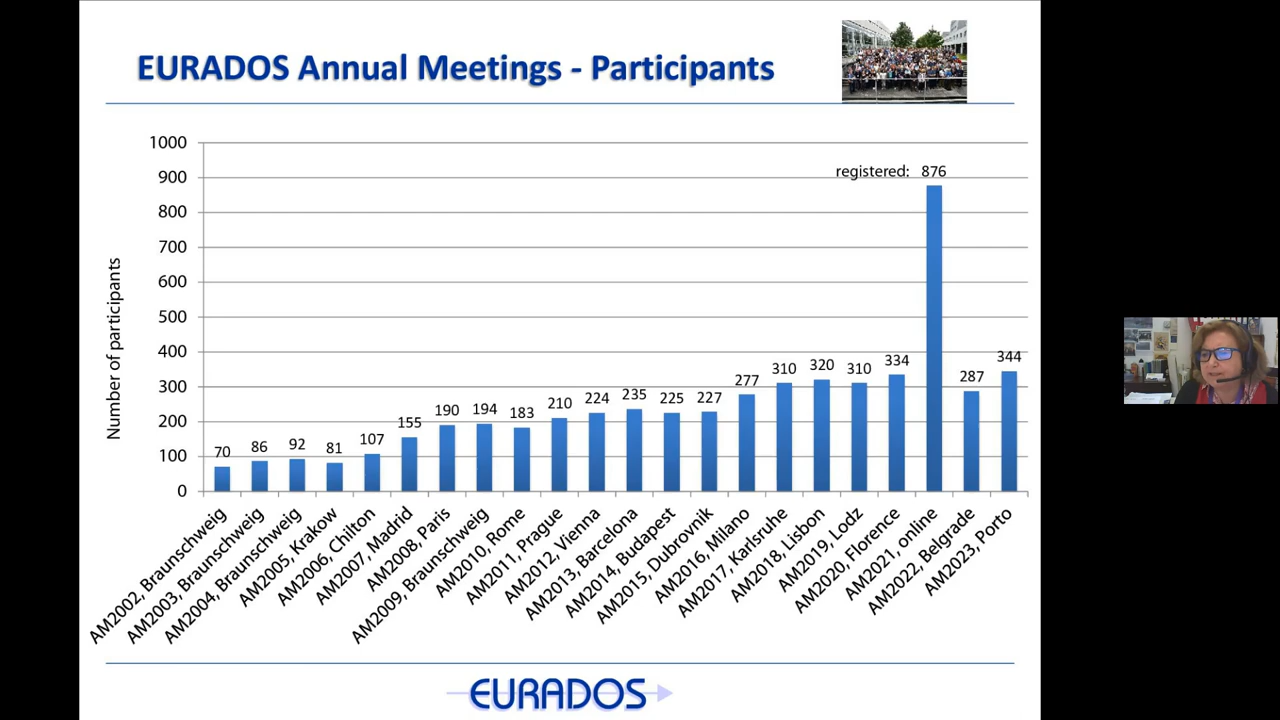 EURADOS Annual Meetings - Participants
Number of participants
1000
900
800
700
600
500
400
300
200
100
0
registered: 876
70
86
92
81
107
155
190
194
183
210
224
235
225
227
277
310
320
310
334
287
344
AM2002, Braunschweig
AM2003, Braunschweig
AM2004, Braunschweig
AM2005, Krakow
AM2006, Chilton
AM2007, Madrid
AM2008, Paris
AM2009, Braunschweig
AM2010, Rome
AM2011, Prague
AM2012, Vienna
AM2013, Barcelona
AM2014, Budapest
AM2015, Dubrovnik
AM2016, Milano
AM2017, Karlsruhe
AM2018, Lisbon
AM2019, Lodz
AM2020, Florence
AM2021, online
AM2022, Belgrade
AM2023, Porto
EURADOS